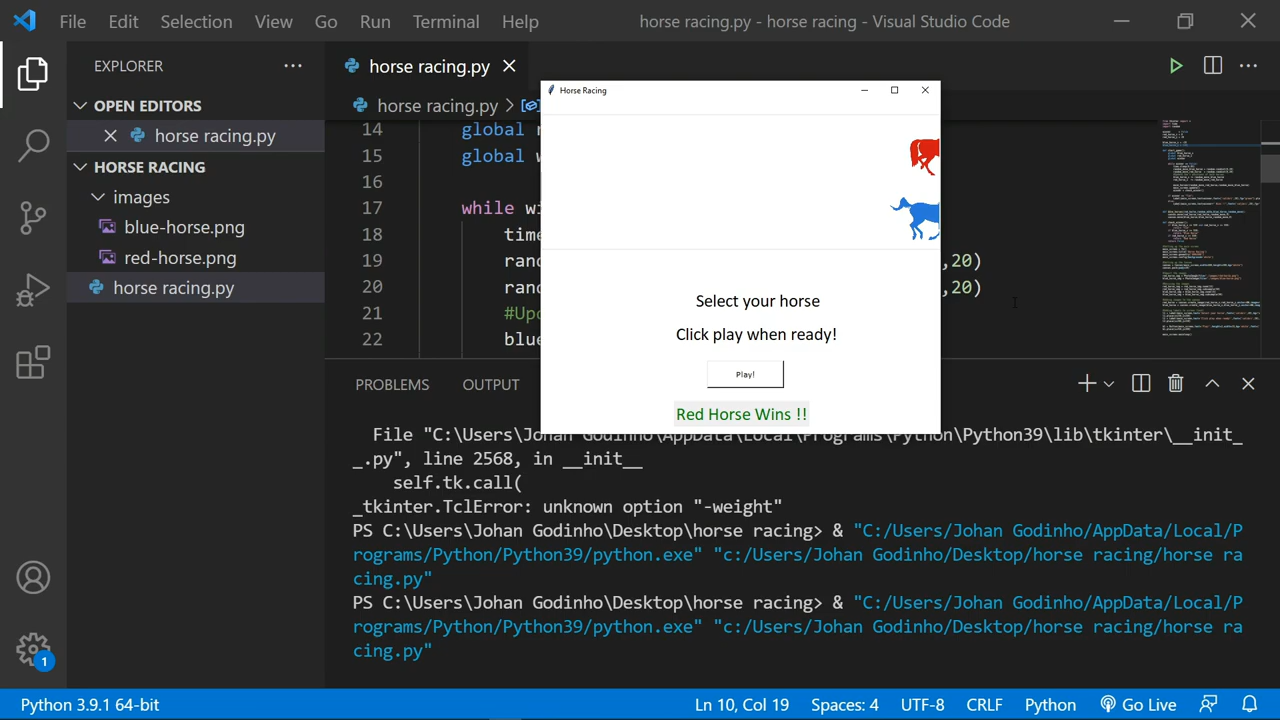 File Edit Selection View Go Run Terminal Help
horse racing.py - horse racing - Visual Studio Code
EXPLORER
OPEN EDITORS
horse racing.py
HORSE RACING
images
blue-horse.png
red-horse.png
horse racing.py
1
horse racing.py
horse racing.py
14 global
15 global
16
17 while
18
19 ,20)
20 ,20)
21
22
Horse Racing
Select your horse
Click play when ready!
Play!
Red Horse Wins !!
PROBLEMS OUTPUT
File "C:\Users\Johan Godinho\AppData\Local\Programs\Python\Python39\lib\tkinter\__init_
_.py", line 2568, in __init__
self.tk.call(
_tkinter.TclError: unknown option "-weight"
PS C:\Users\Johan Godinho\Desktop\horse racing> & "C:/Users/Johan Godinho/AppData/Local/P
rograms/Python/Python39/python.exe" "c:/Users/Johan Godinho/Desktop/horse racing/horse ra
cing.py"
PS C:\Users\Johan Godinho\Desktop\horse racing> & "C:/Users/Johan Godinho/AppData/Local/P
rograms/Python/Python39/python.exe" "c:/Users/Johan Godinho/Desktop/horse racing/horse ra
cing.py"
Python 3.9.1 64-bit
Ln 10, Col 19 Spaces: 4 UTF-8 CRLF Python Go Live